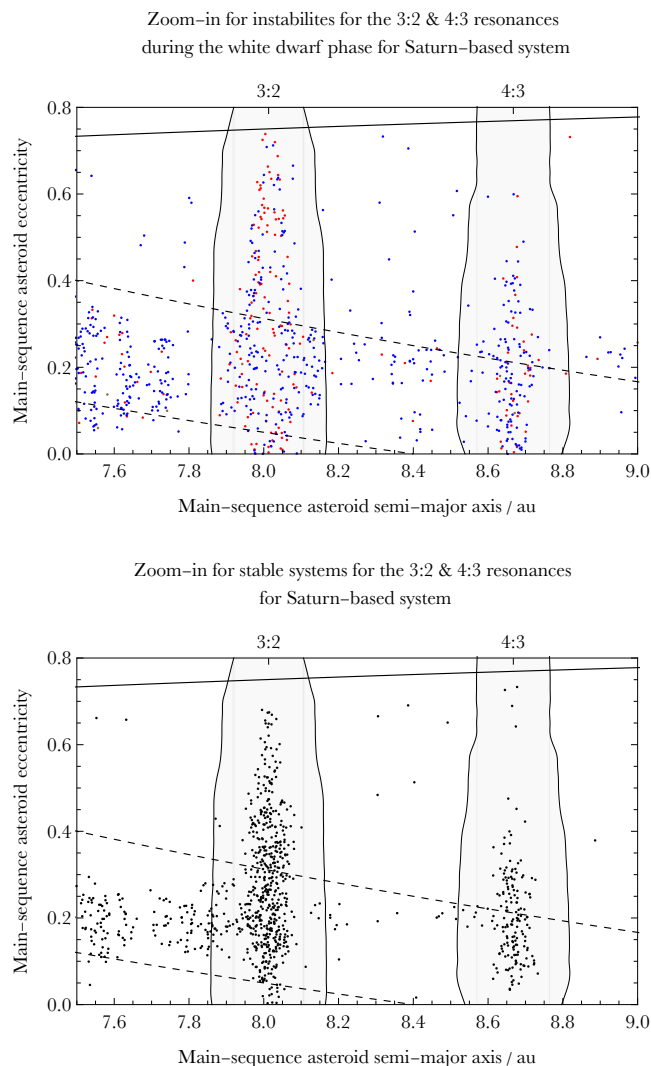 Zoom−in for instabilites for the 3:2 & 4:3 resonances
during the white dwarf phase for Saturn−based system
3:2 4:3
0.8
0.6
0.4
0.2
0.0
Main−sequence asteroid eccentricity
7.6 7.8 8.0 8.2 8.4 8.6 8.8 9.0
Main−sequence asteroid semi−major axis / au
Zoom−in for stable systems for the 3:2 & 4:3 resonances
for Saturn−based system
3:2 4:3
0.8
0.6
0.4
0.2
0.0
Main−sequence asteroid eccentricity
7.6 7.8 8.0 8.2 8.4 8.6 8.8 9.0
Main−sequence asteroid semi−major axis / au